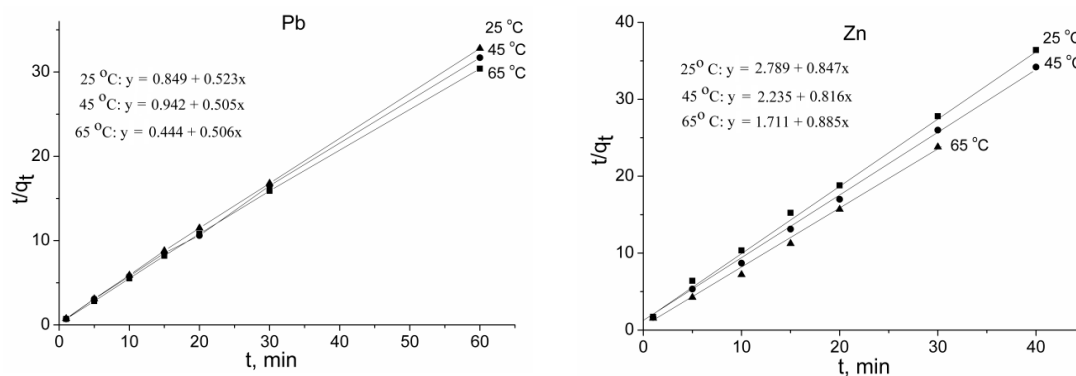 Pb
25 °C
45 °C
65 °C
25 °C: y = 0.849 + 0.523x
45 °C: y = 0.942 + 0.505x
65 °C: y = 0.444 + 0.506x
30
20
10
0
t/qt
0 10 20 30 40 50 60
t, min
Zn
25 °C
45 °C
65 °C
25° C: y = 2.789 + 0.847x
45 °C: y = 2.235 + 0.816x
65° C: y = 1.711 + 0.885x
40
30
20
10
0
t/qt
0 10 20 30 40
t, min